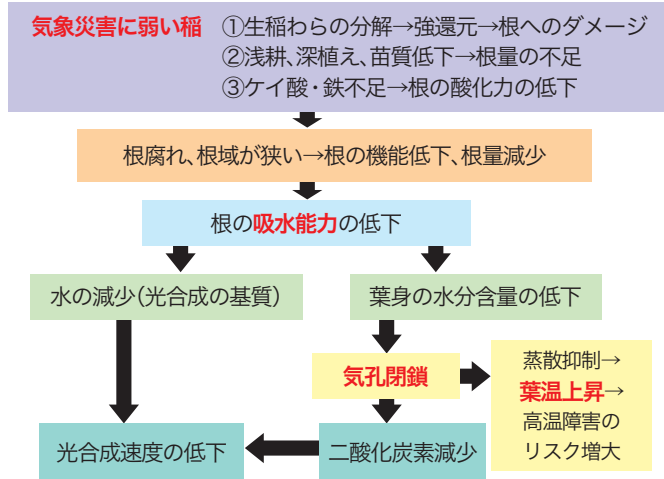 気象災害に弱い稲 ①生稲わらの分解→強還元→根へのダメージ
②浅耕、深植え、苗質低下→根量の不足
③ケイ酸・鉄不足→根の酸化力の低下
根腐れ、根域が狭い→根の機能低下、根量減少
根の吸水能力の低下
水の減少(光合成の基質)
葉身の水分含量の低下
気孔閉鎖
蒸散抑制→
葉温上昇→
高温障害の
リスク増大
光合成速度の低下
二酸化炭素減少